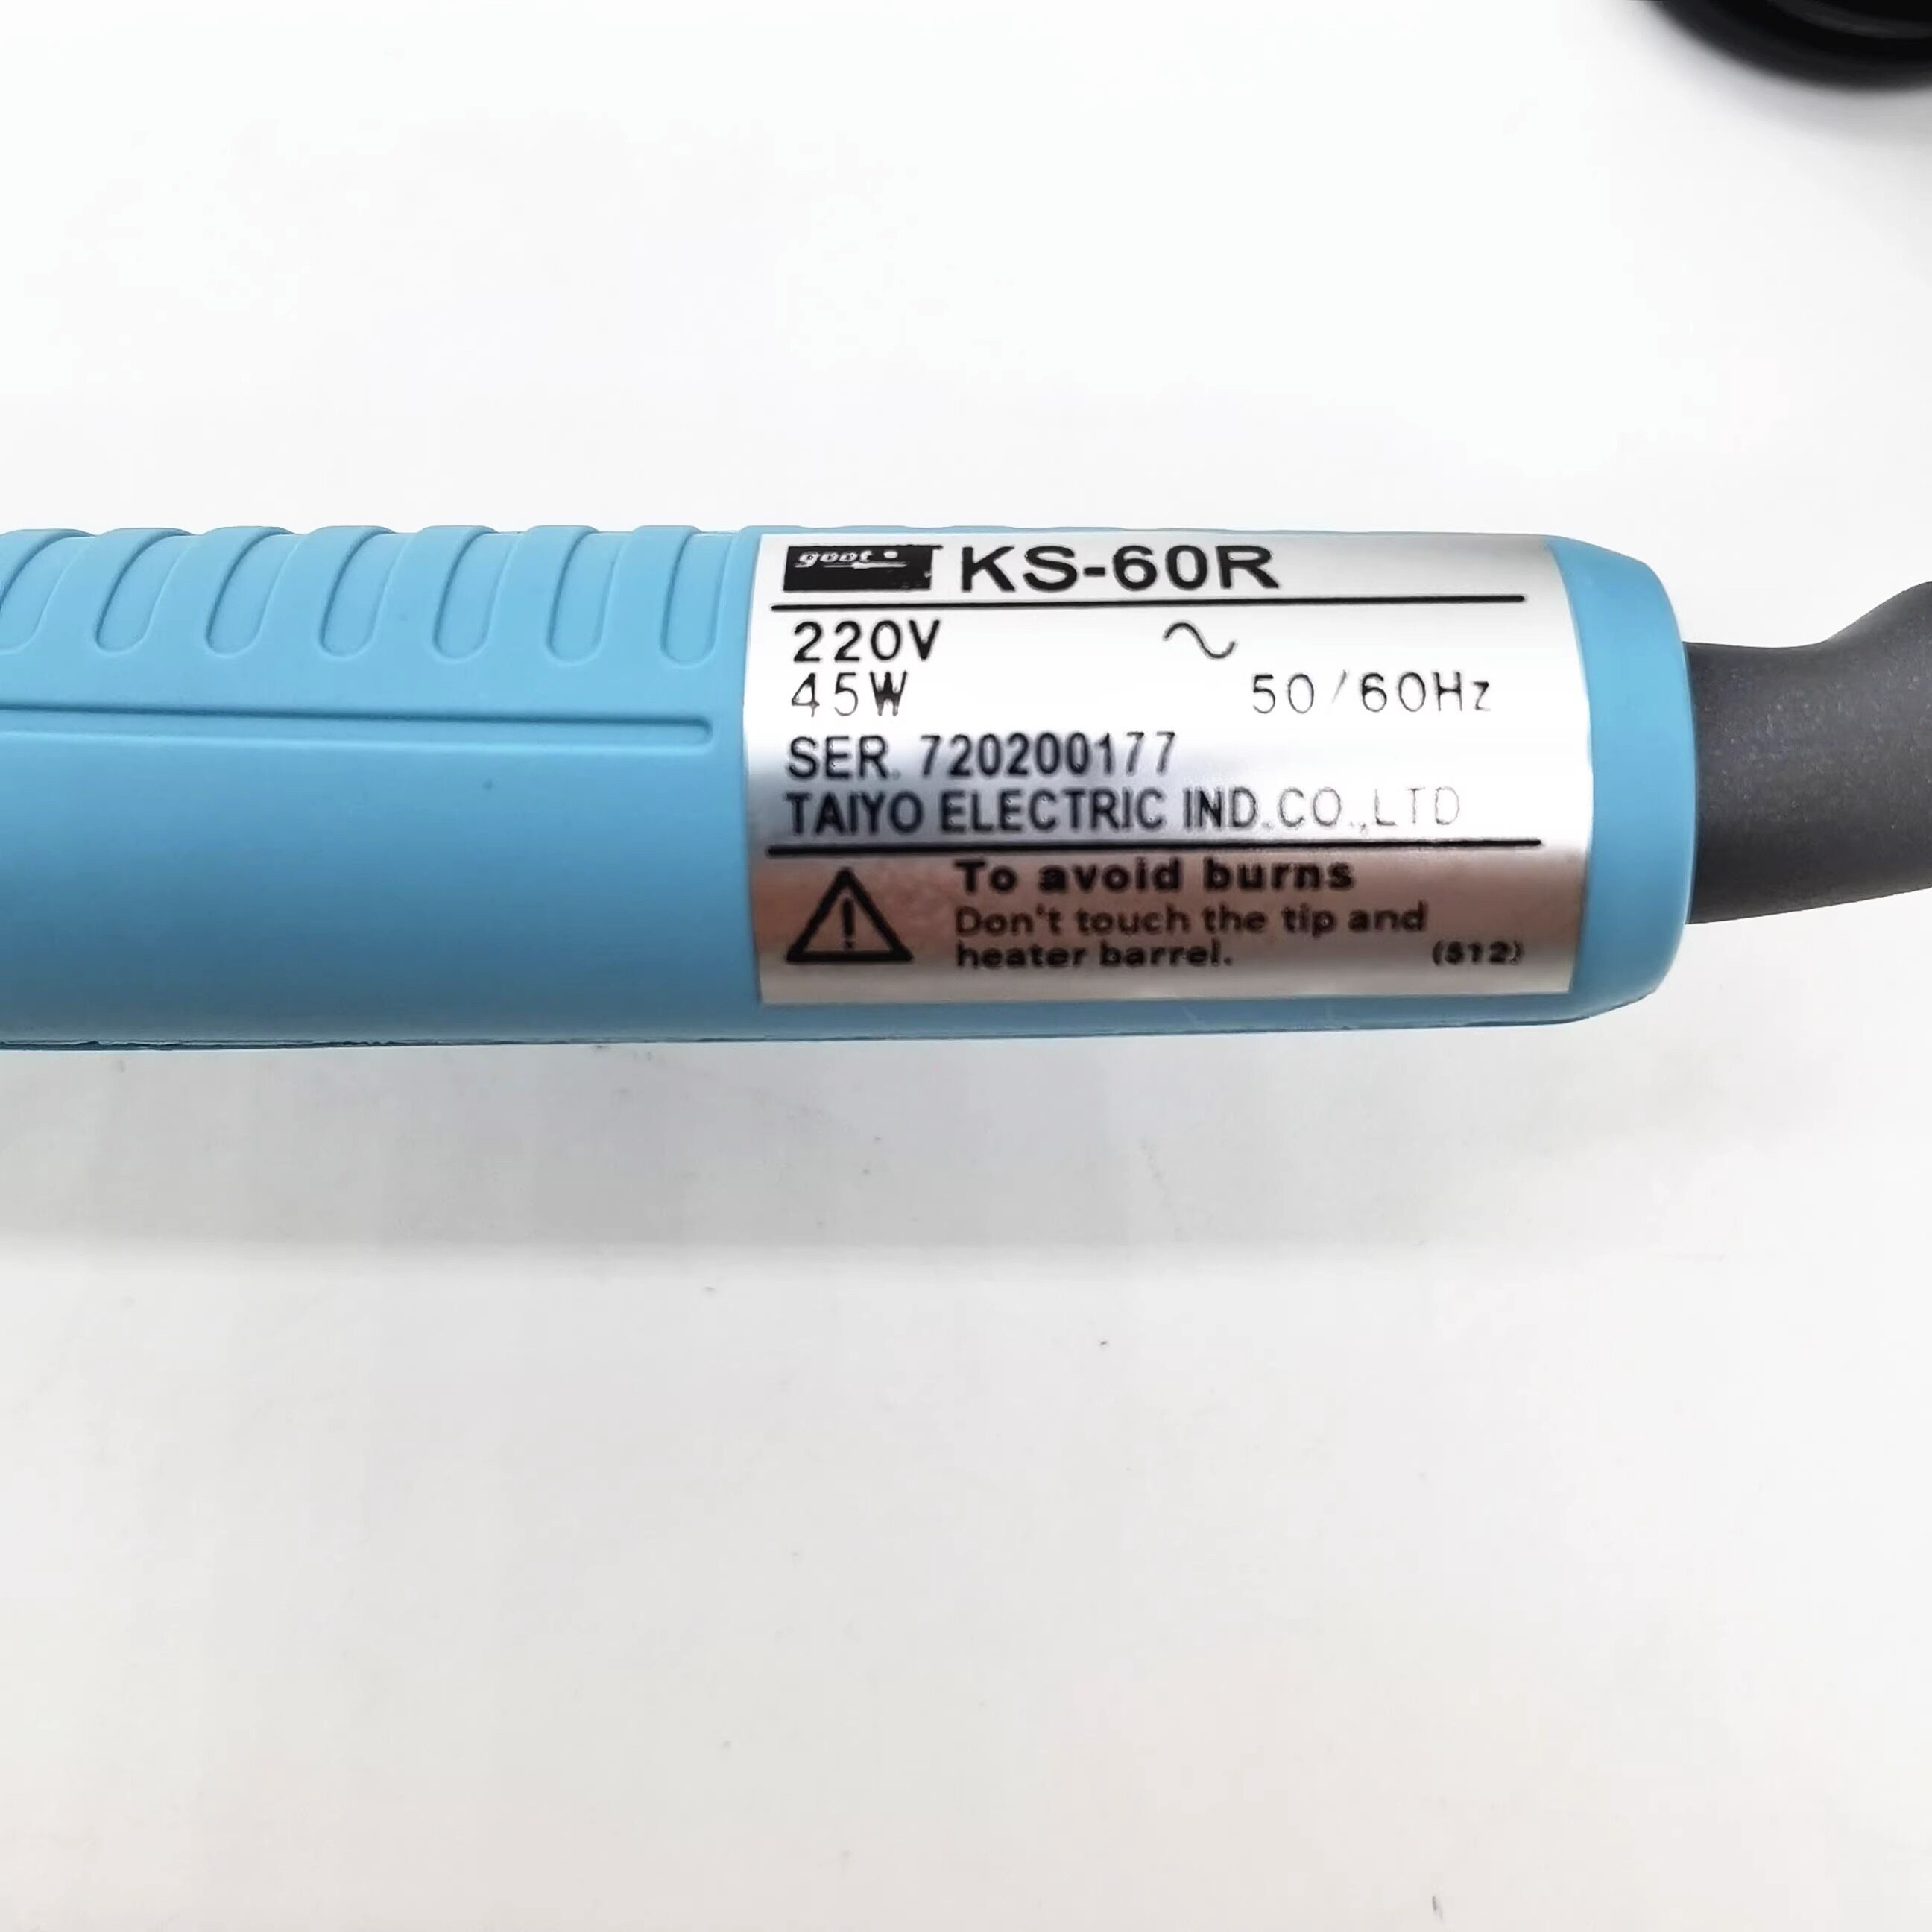 goot KS-60R
220V ∿
45W 50/60Hz
SER. 720200177
TAIYO ELECTRIC IND.CO.,LTD
To avoid burns
Don't touch the tip and
heater barrel. (512)